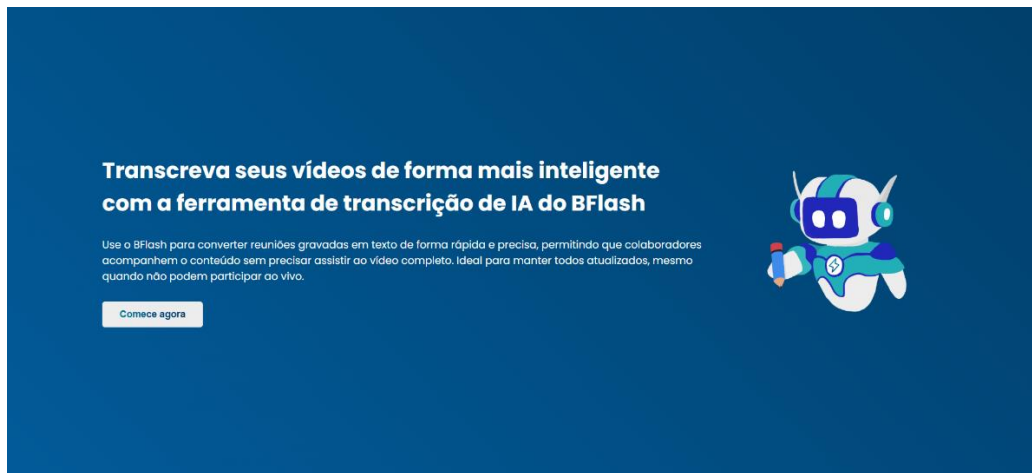 Transcreva seus vídeos de forma mais inteligente
com a ferramenta de transcrição de IA do BFlash
Use o BFlash para converter reuniões gravadas em texto de forma rápida e precisa, permitindo que colaboradores
acompanhem o conteúdo sem precisar assistir ao vídeo completo. Ideal para manter todos atualizados, mesmo
quando não podem participar ao vivo.
Comece agora